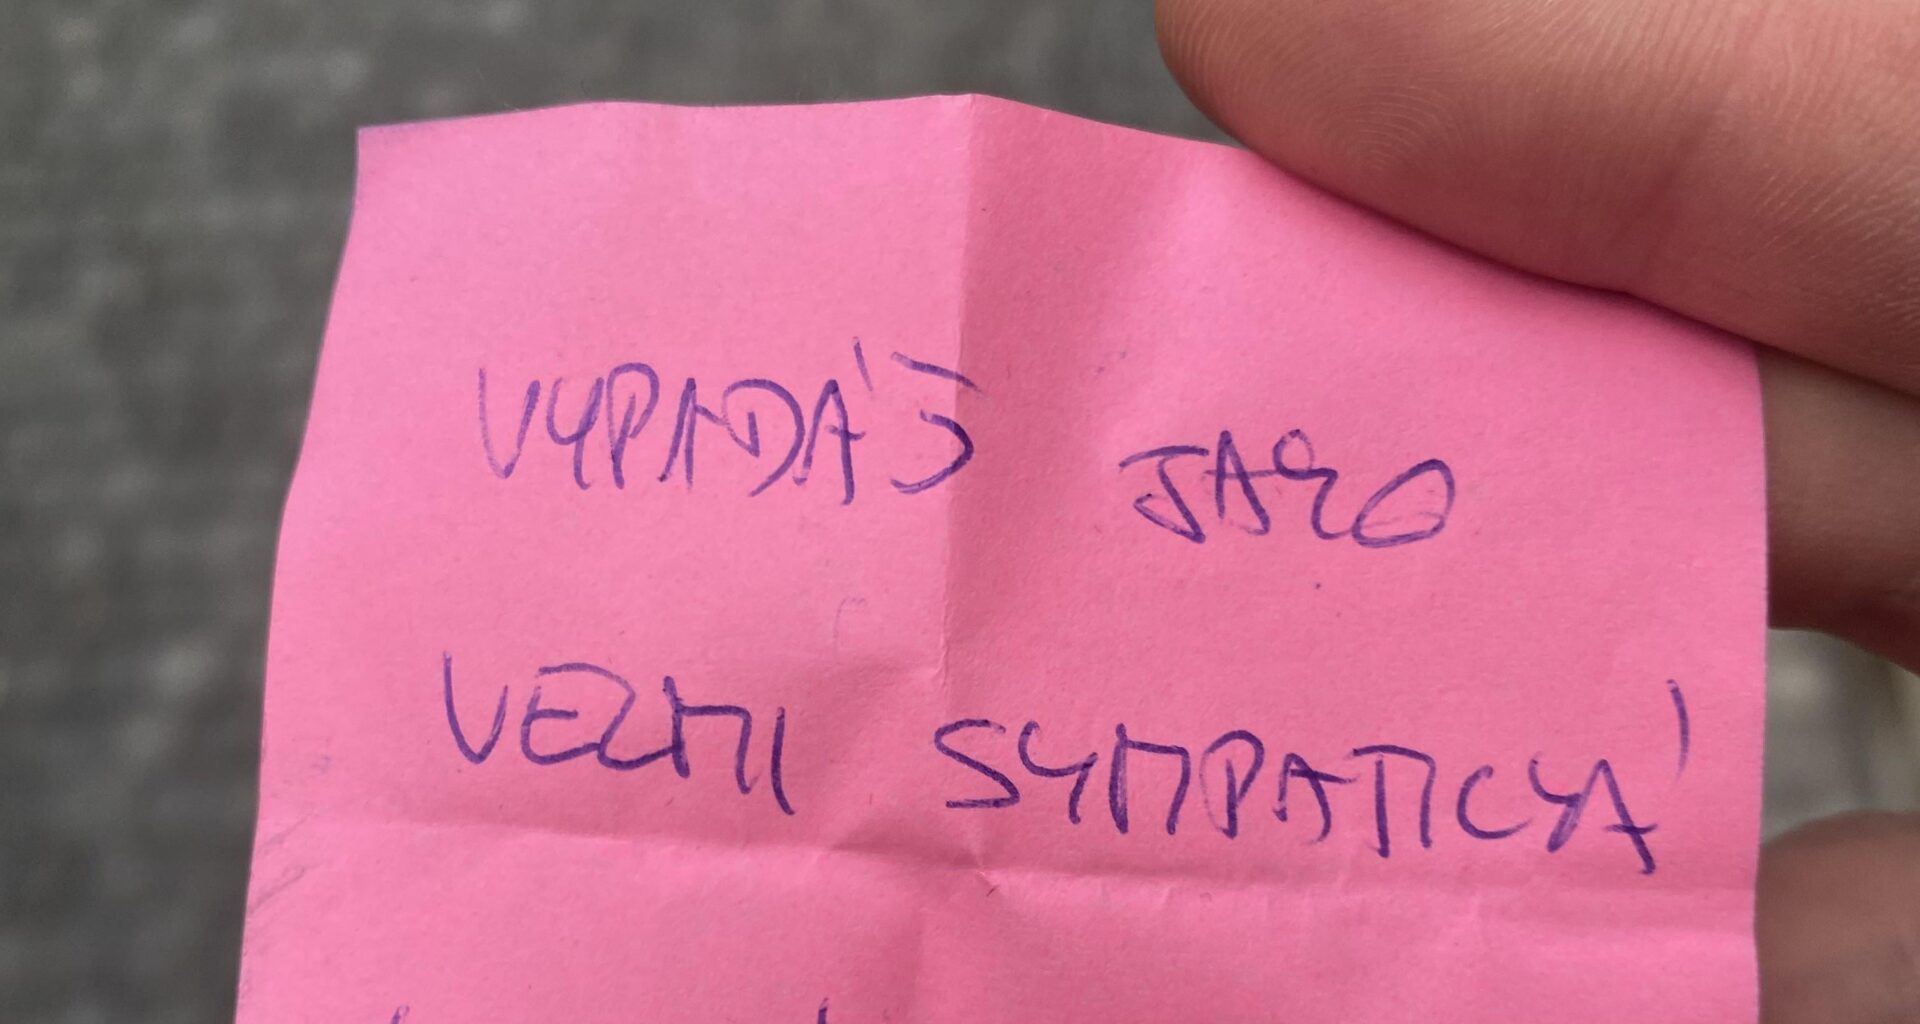 VYPADÁŠ JAKO
VELMI SYMPATICKÁ